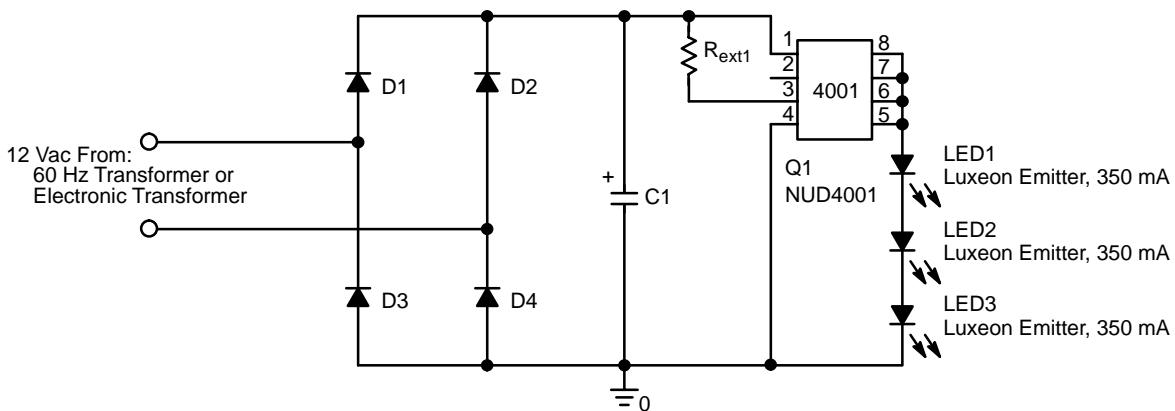 D1
D2
12 Vac From:
60 Hz Transformer or
Electronic Transformer
D3
D4
+
C1
0
Rext1
1
2
3
4
4001
8
7
6
5
Q1
NUD4001
LED1
Luxeon Emitter, 350 mA
LED2
Luxeon Emitter, 350 mA
LED3
Luxeon Emitter, 350 mA